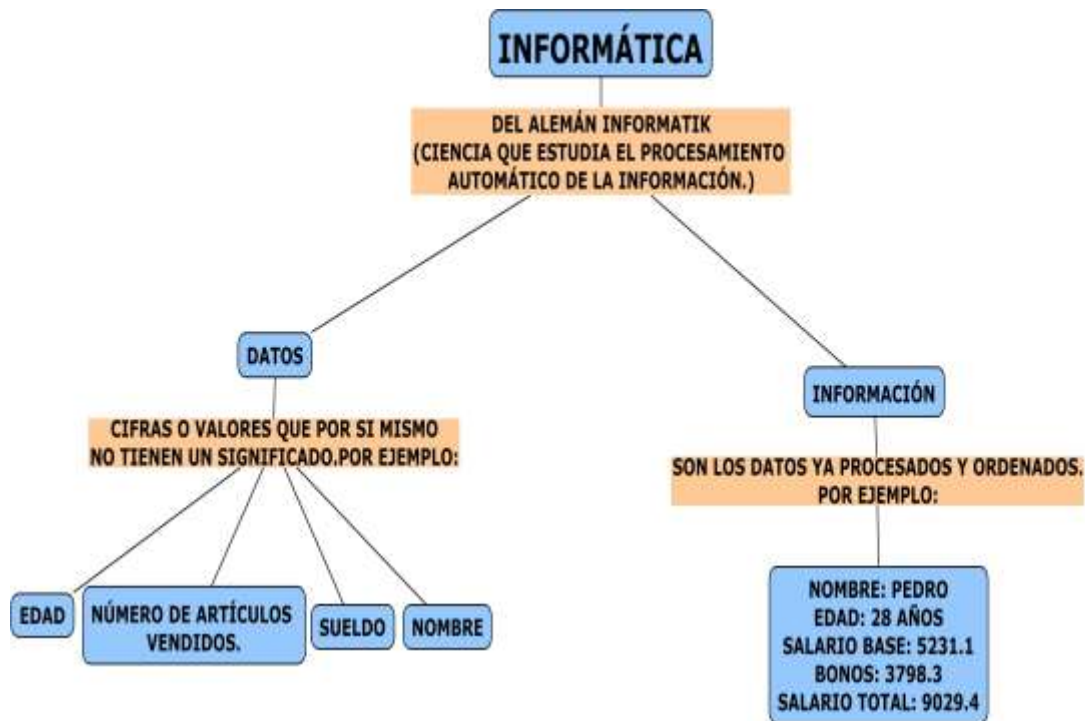 INFORMÁTICA
DEL ALEMÁN INFORMATIK
(CIENCIA QUE ESTUDIA EL PROCESAMIENTO
AUTOMÁTICO DE LA INFORMACIÓN.)
DATOS
CIFRAS O VALORES QUE POR SI MISMO
NO TIENEN UN SIGNIFICADO.POR EJEMPLO:
EDAD
NÚMERO DE ARTÍCULOS
VENDIDOS.
SUELDO
NOMBRE
INFORMACIÓN
SON LOS DATOS YA PROCESADOS Y ORDENADOS.
POR EJEMPLO:
NOMBRE: PEDRO
EDAD: 28 AÑOS
SALARIO BASE: 5231.1
BONOS: 3798.3
SALARIO TOTAL: 9029.4